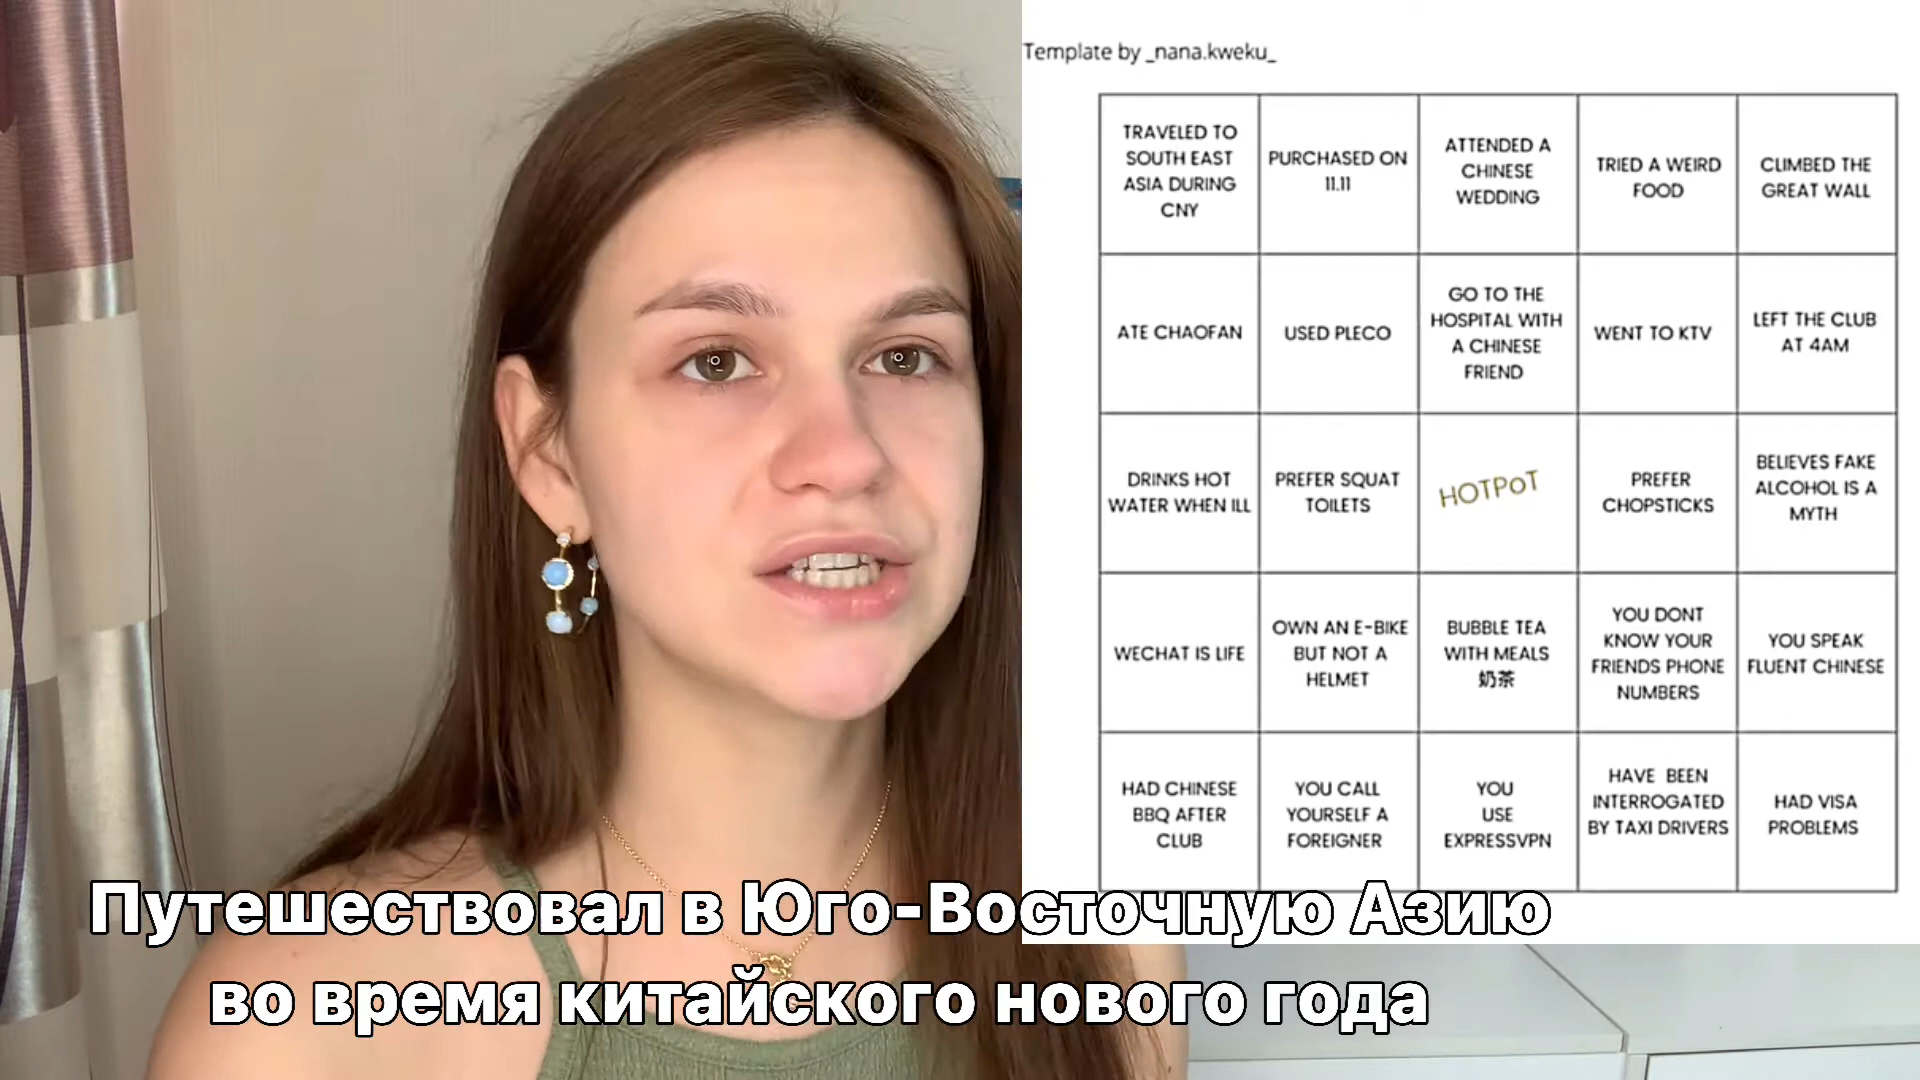 Template by _nana.kweku_
TRAVELED TO
SOUTH EAST
ASIA DURING
CNY
PURCHASED ON
11.11
ATTENDED A
CHINESE
WEDDING
TRIED A WEIRD
FOOD
CLIMBED THE
GREAT WALL
ATE CHAOFAN
USED PLECO
GO TO THE
HOSPITAL WITH
A CHINESE
FRIEND
WENT TO KTV
LEFT THE CLUB
AT 4AM
DRINKS HOT
WATER WHEN ILL
PREFER SQUAT
TOILETS
HOTPoT
PREFER
CHOPSTICKS
BELIEVES FAKE
ALCOHOL IS A
MYTH
WECHAT IS LIFE
OWN AN E-BIKE
BUT NOT A
HELMET
BUBBLE TEA
WITH MEALS
奶茶
YOU DONT
KNOW YOUR
FRIENDS PHONE
NUMBERS
YOU SPEAK
FLUENT CHINESE
HAD CHINESE
BBQ AFTER
CLUB
YOU CALL
YOURSELF A
FOREIGNER
YOU
USE
EXPRESSVPN
HAVE BEEN
INTERROGATED
BY TAXI DRIVERS
HAD VISA
PROBLEMS
Путешествовал в Юго-Восточную Азию
во время китайского нового года